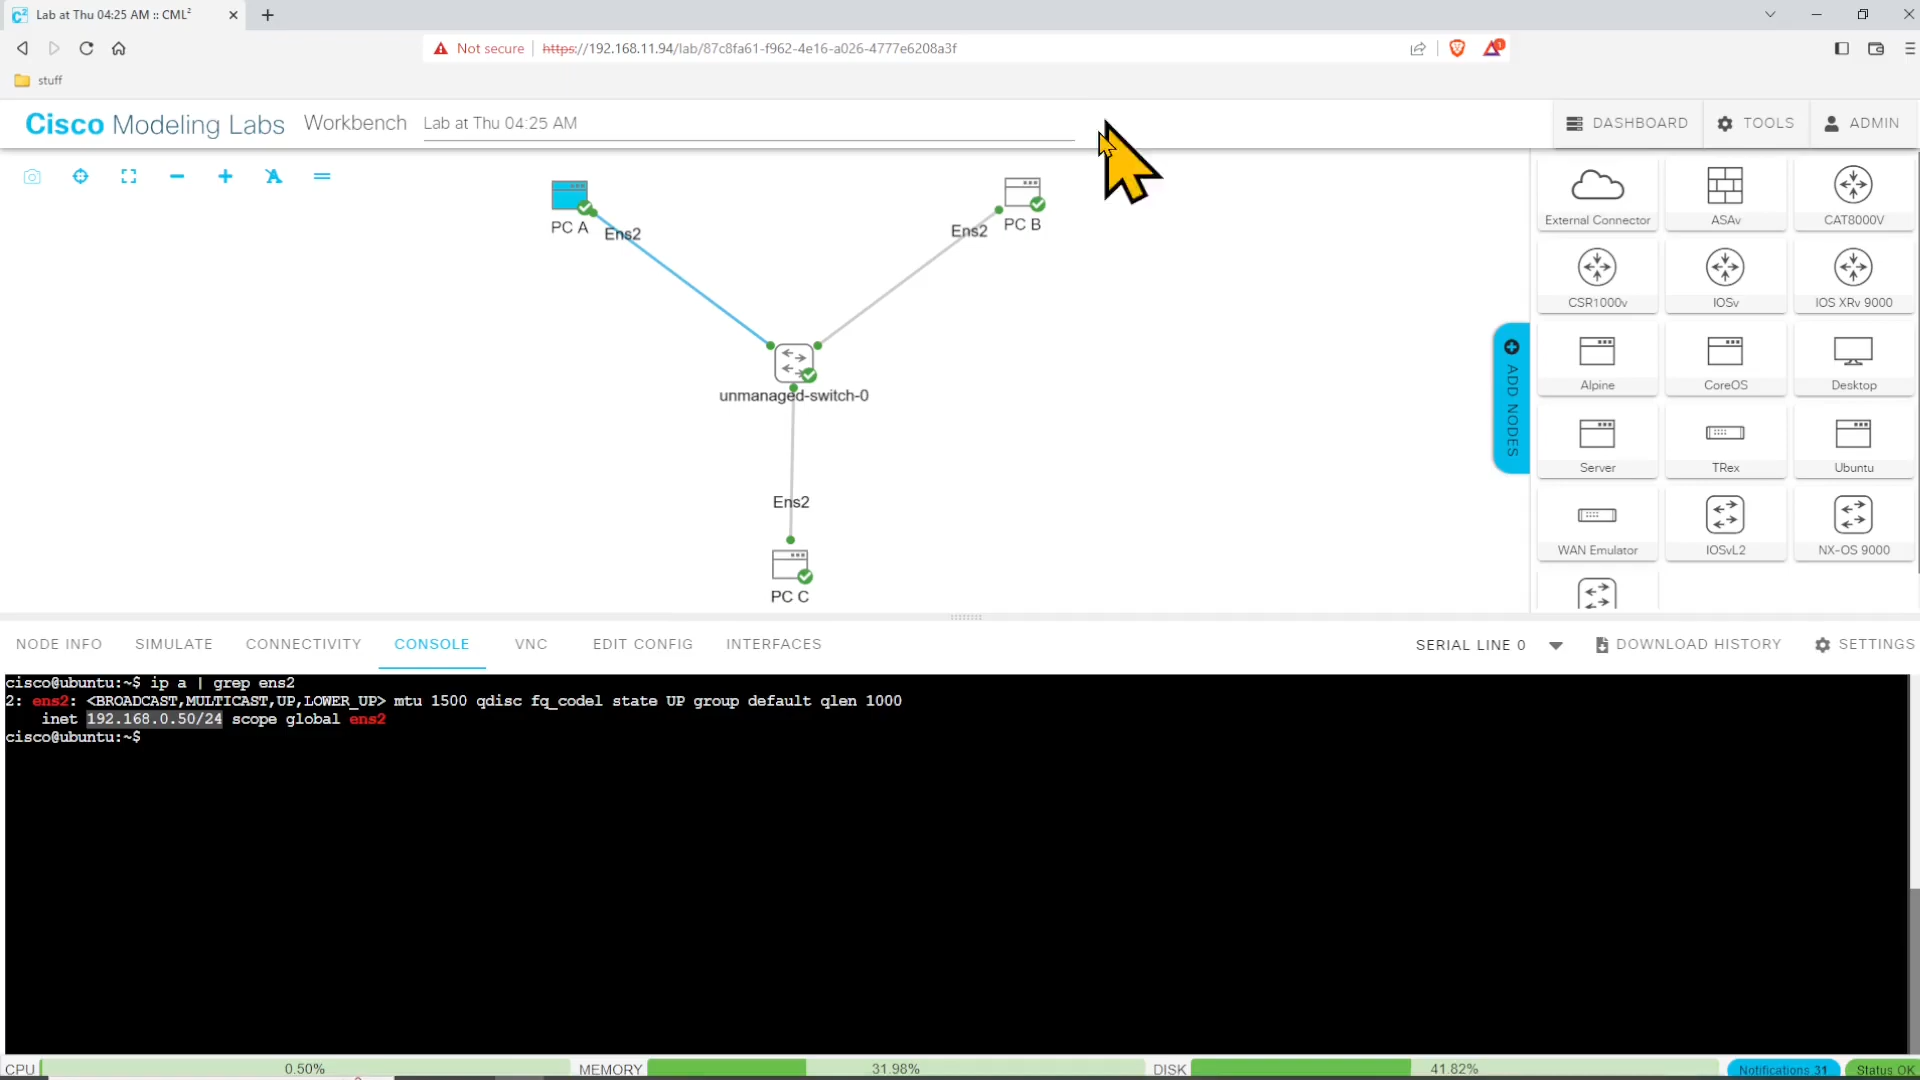 Lab at Thu 04:25 AM :: CML²
Not secure https://192.168.11.94/lab/87c8fa61-f962-4e16-a026-4777e6208a3f
1
stuff
Cisco Modeling Labs Workbench Lab at Thu 04:25 AM DASHBOARD TOOLS ADMIN
PC A
Ens2
Ens2
PC B
unmanaged-switch-0
Ens2
PC C
ADD NODES
External Connector ASAv CAT8000V
CSR1000v IOSv IOS XRv 9000
Alpine CoreOS Desktop
Server TRex Ubuntu
WAN Emulator IOSvL2 NX-OS 9000
NODE INFO SIMULATE CONNECTIVITY CONSOLE VNC EDIT CONFIG INTERFACES SERIAL LINE 0 DOWNLOAD HISTORY SETTINGS
cisco@ubuntu:~$ ip a | grep ens2
2: ens2: <BROADCAST,MULTICAST,UP,LOWER_UP> mtu 1500 qdisc fq_codel state UP group default qlen 1000
inet 192.168.0.50/24 scope global ens2
cisco@ubuntu:~$
CPU 0.50% MEMORY 31.98% DISK 41.82% Notifications 31 Status OK